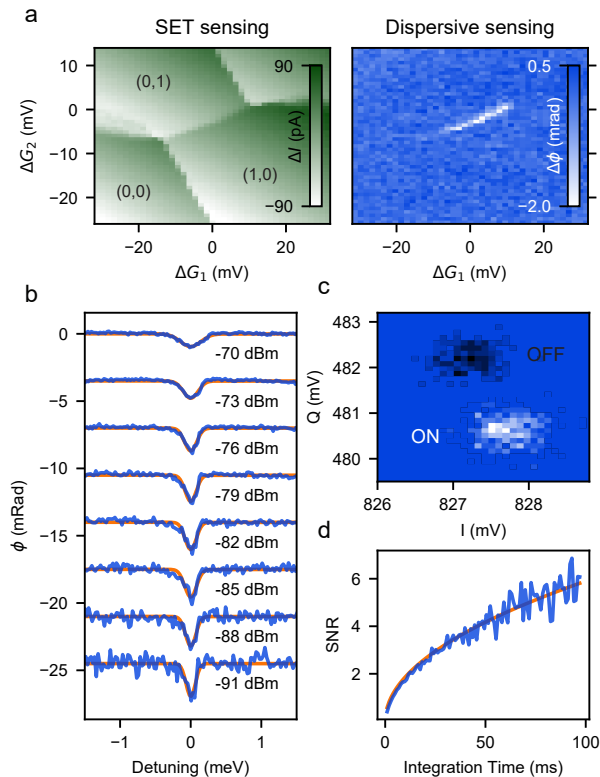 a
SET sensing
Dispersive sensing
10
0
−10
−20
ΔG₂ (mV)
(0,1)
(0,0)
(1,0)
90
−90
ΔI (pA)
−20
0
20
ΔG₁ (mV)
0.5
−2.0
Δϕ (mrad)
−20
0
20
ΔG₁ (mV)
b
0
−5
−10
−15
−20
−25
ϕ (mRad)
-70 dBm
-73 dBm
-76 dBm
-79 dBm
-82 dBm
-85 dBm
-88 dBm
-91 dBm
−1
0
1
Detuning (meV)
c
483
482
481
480
Q (mV)
OFF
ON
826
827
828
I (mV)
d
6
4
2
SNR
0
50
100
Integration Time (ms)